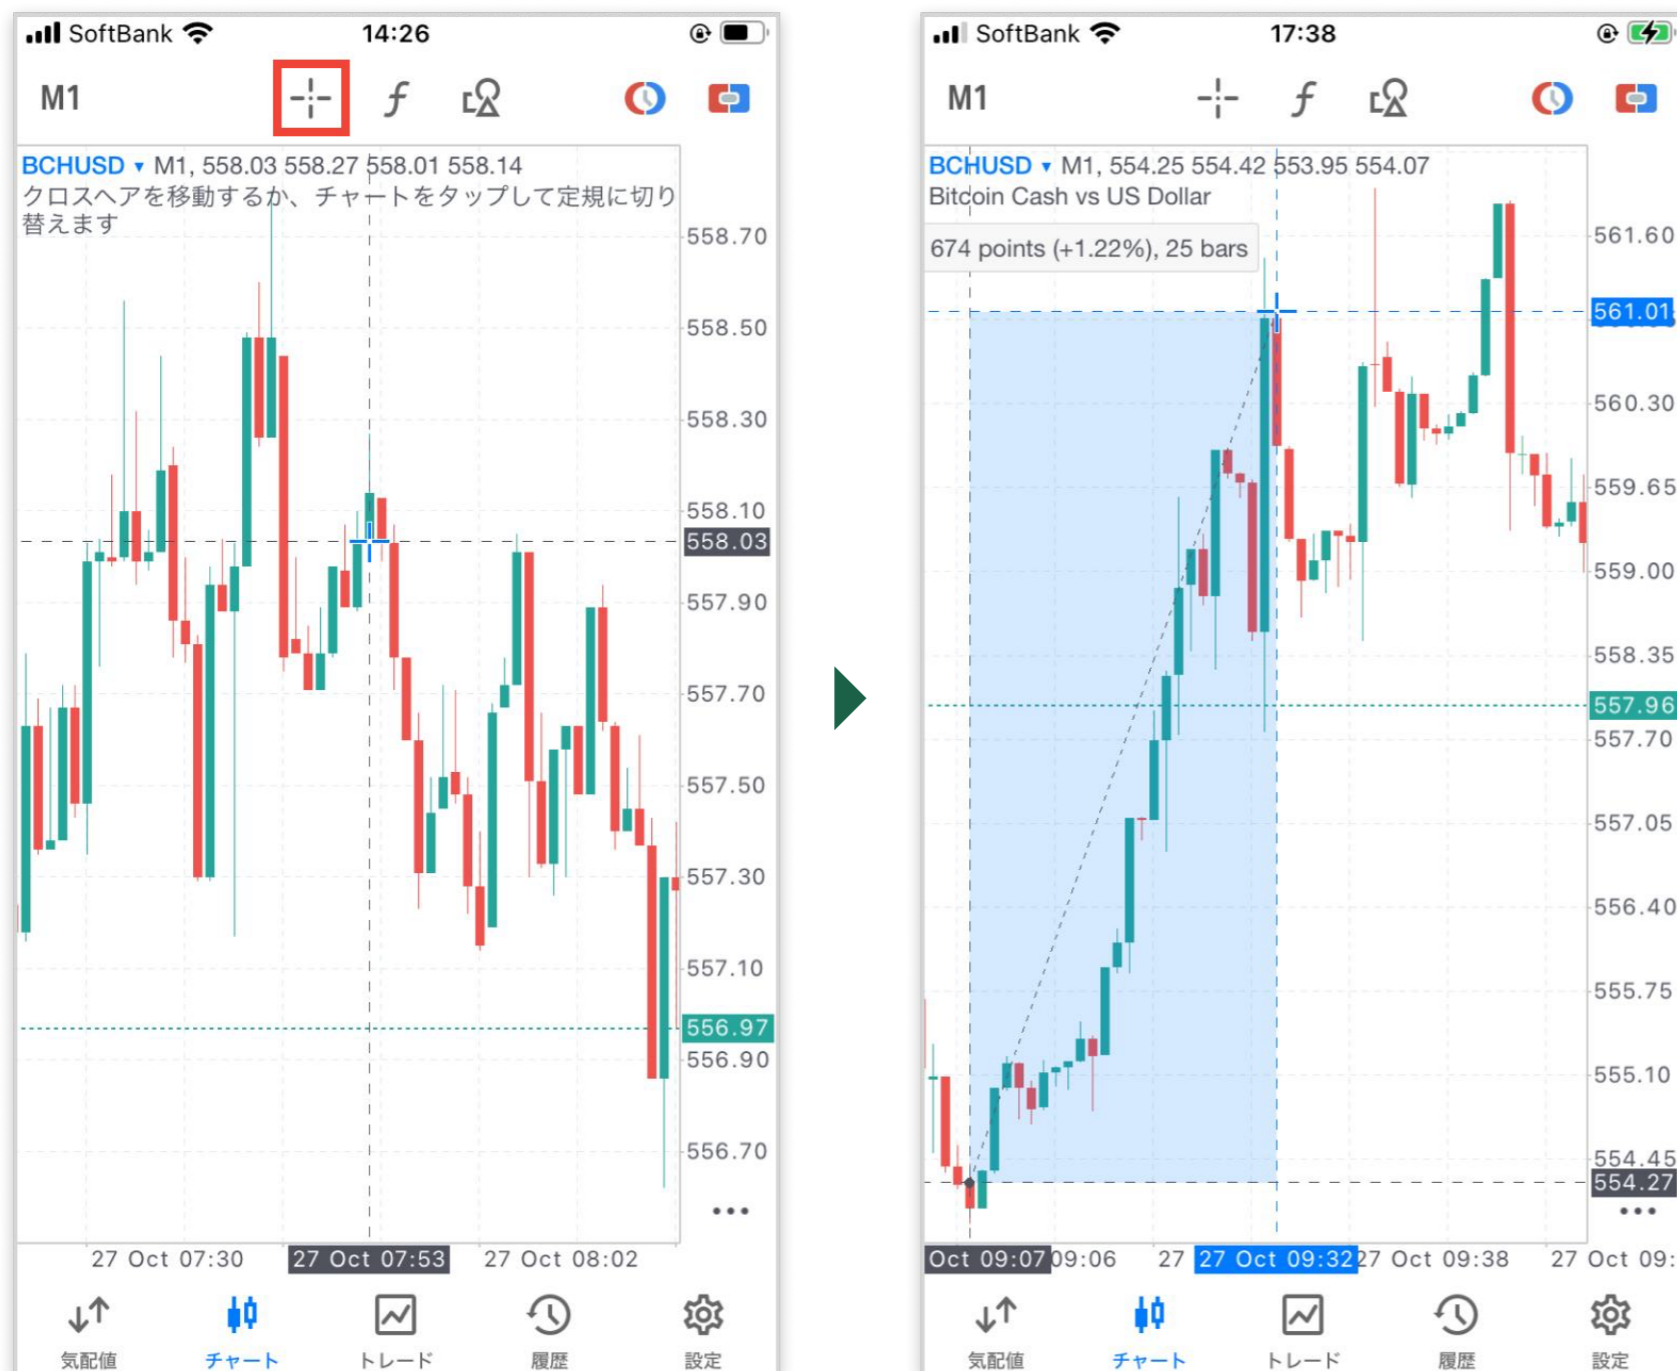 SoftBank 14:26
M1
BCHUSD ▾ M1, 558.03 558.27 558.01 558.14
クロスヘアを移動するか、チャートをタップして定規に切り
替えます
558.70
558.50
558.30
558.10
558.03
557.90
557.70
557.50
557.30
557.10
556.97
556.90
556.70
27 Oct 07:30 27 Oct 07:53 27 Oct 08:02
気配値 チャート トレード 履歴 設定
SoftBank 17:38
M1
BCHUSD ▾ M1, 554.25 554.42 553.95 554.07
Bitcoin Cash vs US Dollar
674 points (+1.22%), 25 bars
561.60
561.01
560.30
559.65
559.00
558.35
557.96
557.70
557.05
556.40
555.75
555.10
554.45
554.27
Oct 09:07 09:06 27 27 Oct 09:32 27 Oct 09:38 27 Oct 09:
気配値 チャート トレード 履歴 設定